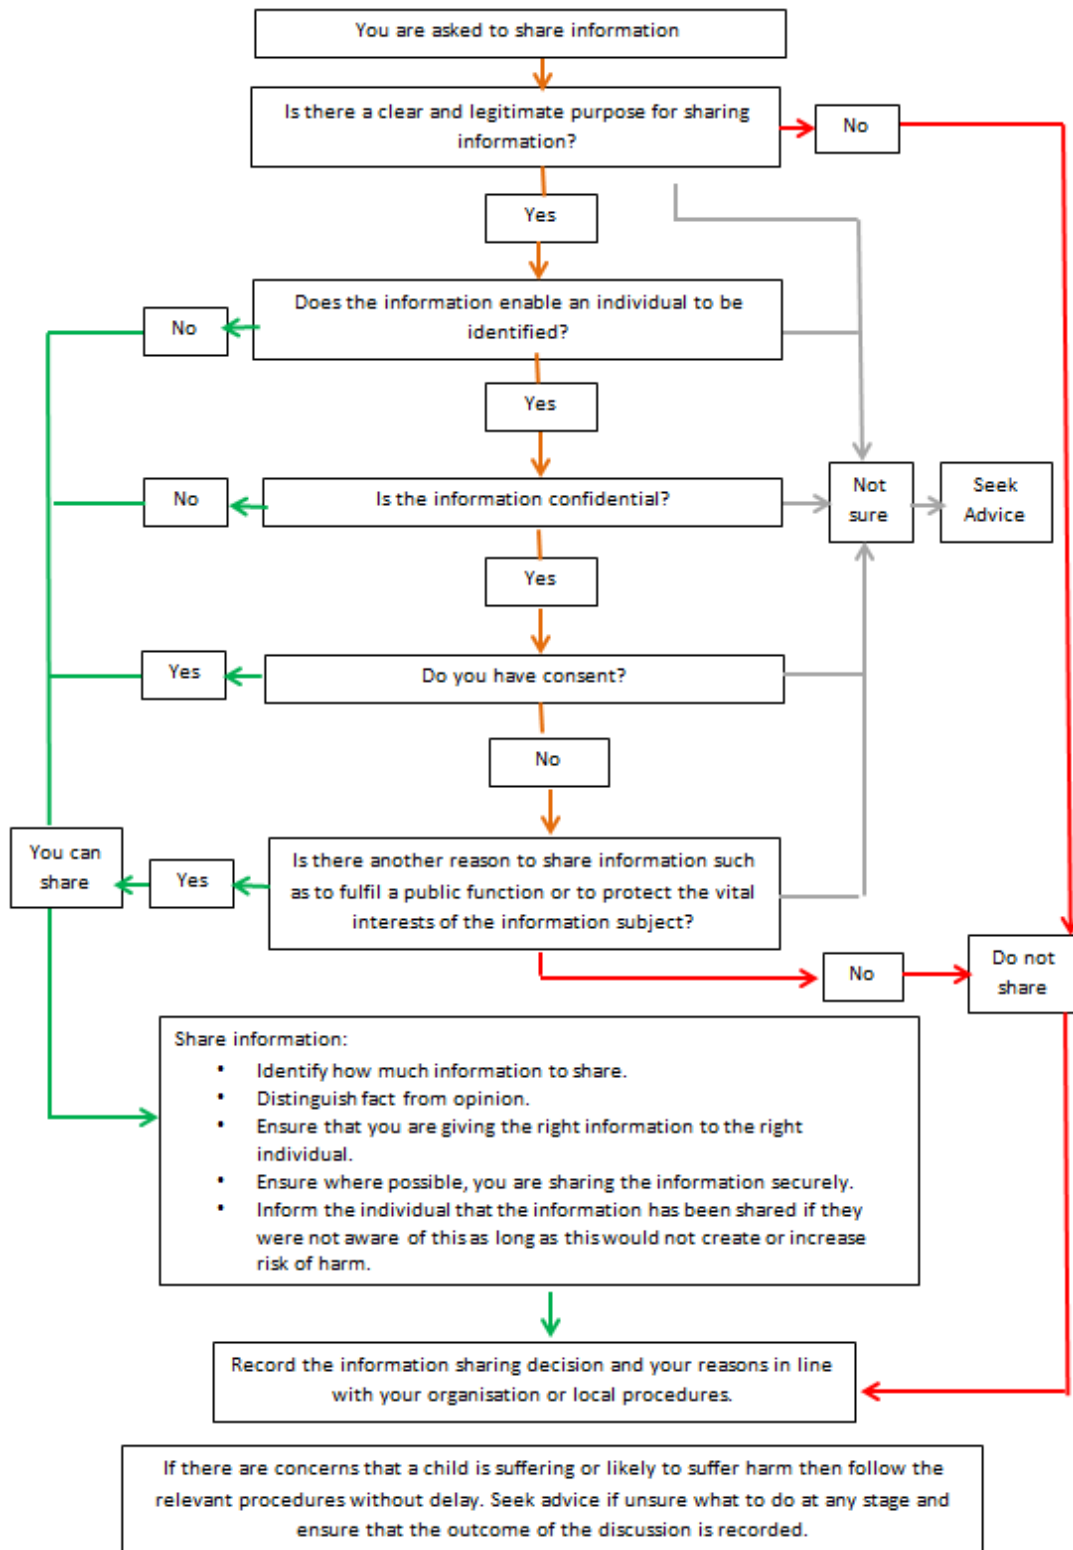 You are asked to share information
Is there a clear and legitimate purpose for sharing
information?
No
Yes
Does the information enable an individual to be
identified?
No
Yes
Is the information confidential?
No
Not
sure
Seek
Advice
Yes
Do you have consent?
Yes
No
You can
share
Yes
Is there another reason to share information such
as to fulfil a public function or to protect the vital
interests of the information subject?
No
Do not
share
Share information:
• Identify how much information to share.
• Distinguish fact from opinion.
• Ensure that you are giving the right information to the right
individual.
• Ensure where possible, you are sharing the information securely.
• Inform the individual that the information has been shared if they
were not aware of this as long as this would not create or increase
risk of harm.
Record the information sharing decision and your reasons in line
with your organisation or local procedures.
If there are concerns that a child is suffering or likely to suffer harm then follow the
relevant procedures without delay. Seek advice if unsure what to do at any stage and
ensure that the outcome of the discussion is recorded.